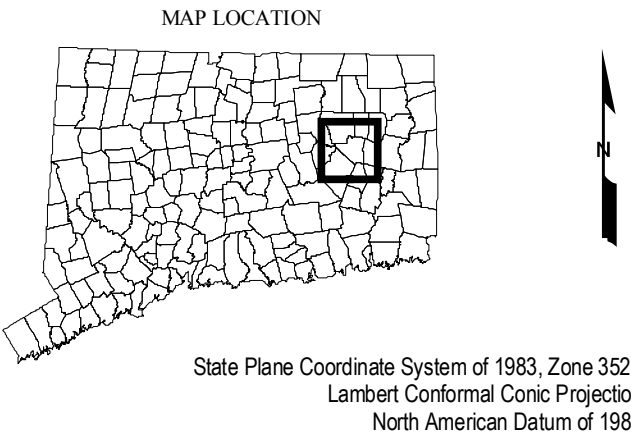 MAP LOCATION
N
State Plane Coordinate System of 1983, Zone 352
Lambert Conformal Conic Projectio
North American Datum of 198